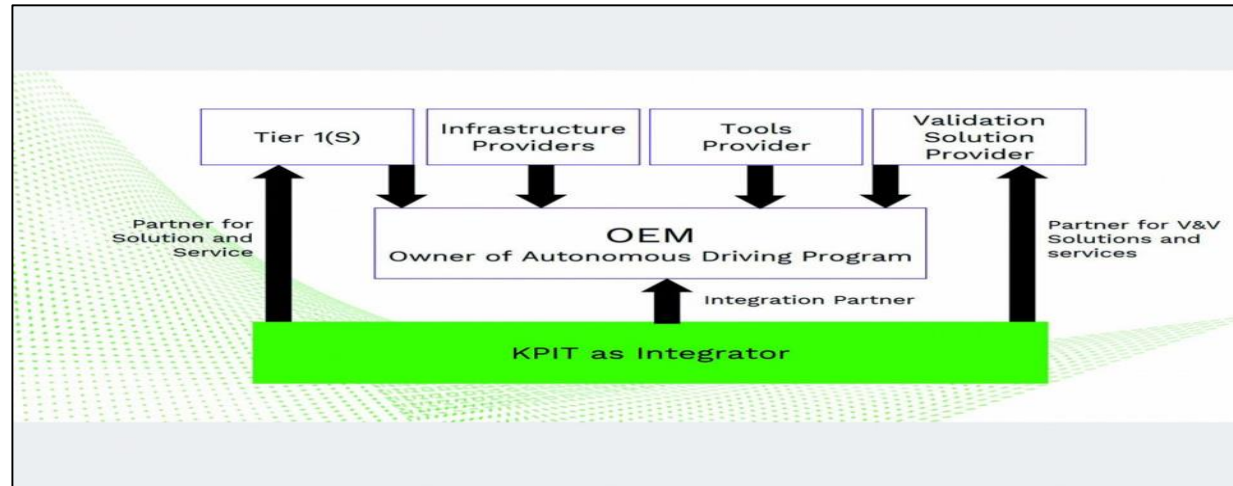 Tier 1(S)
Infrastructure
Providers
Tools
Provider
Validation
Solution
Provider
Partner for
Solution and
Service
OEM
Owner of Autonomous Driving Program
Partner for V&V
Solutions and
services
Integration Partner
KPIT as Integrator